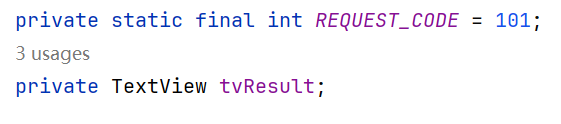 private static final int REQUEST_CODE = 101;
3 usages
private TextView tvResult;